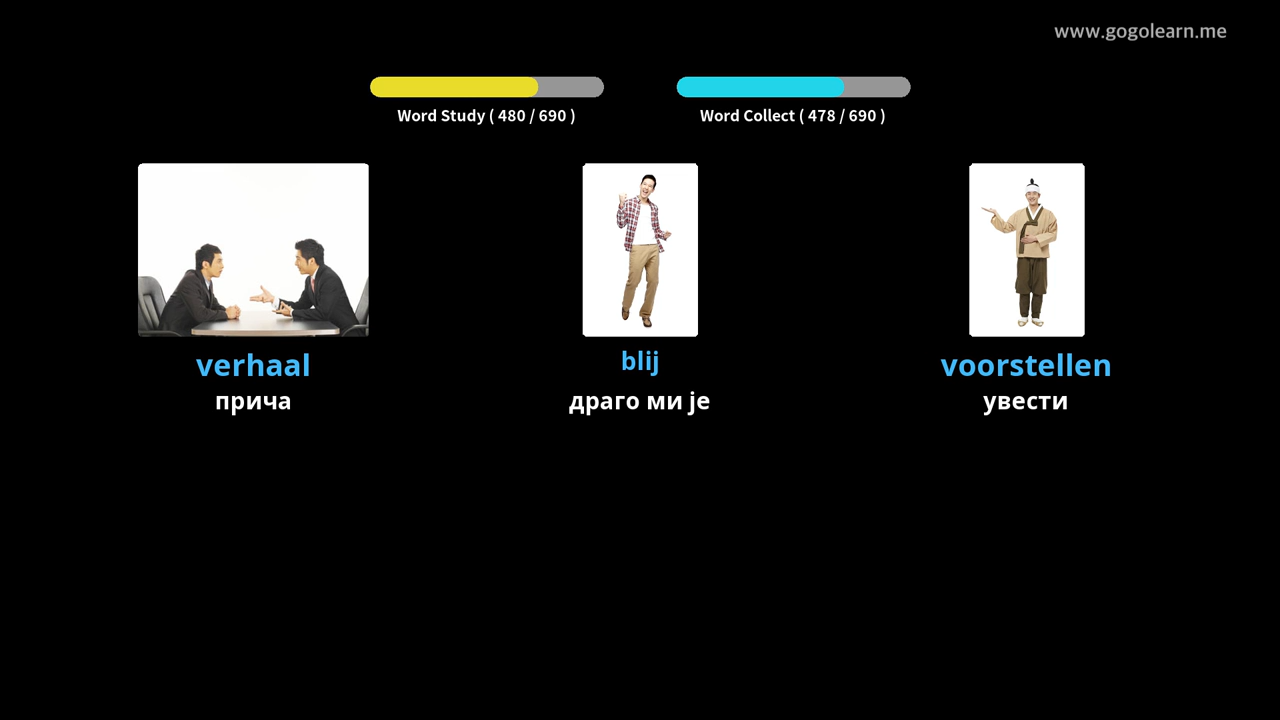 www.gogolearn.me
Word Study ( 480 / 690 )
Word Collect ( 478 / 690 )
verhaal
прича
blij
драго ми је
voorstellen
увести